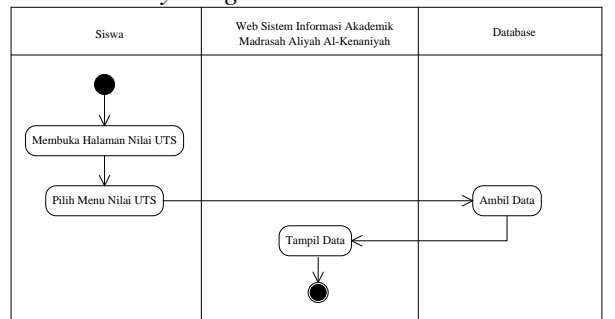 Siswa
Web Sistem Informasi Akademik
Madrasah Aliyah Al-Kenaniyah
Database
Membuka Halaman Nilai UTS
Pilih Menu Nilai UTS
Ambil Data
Tampil Data